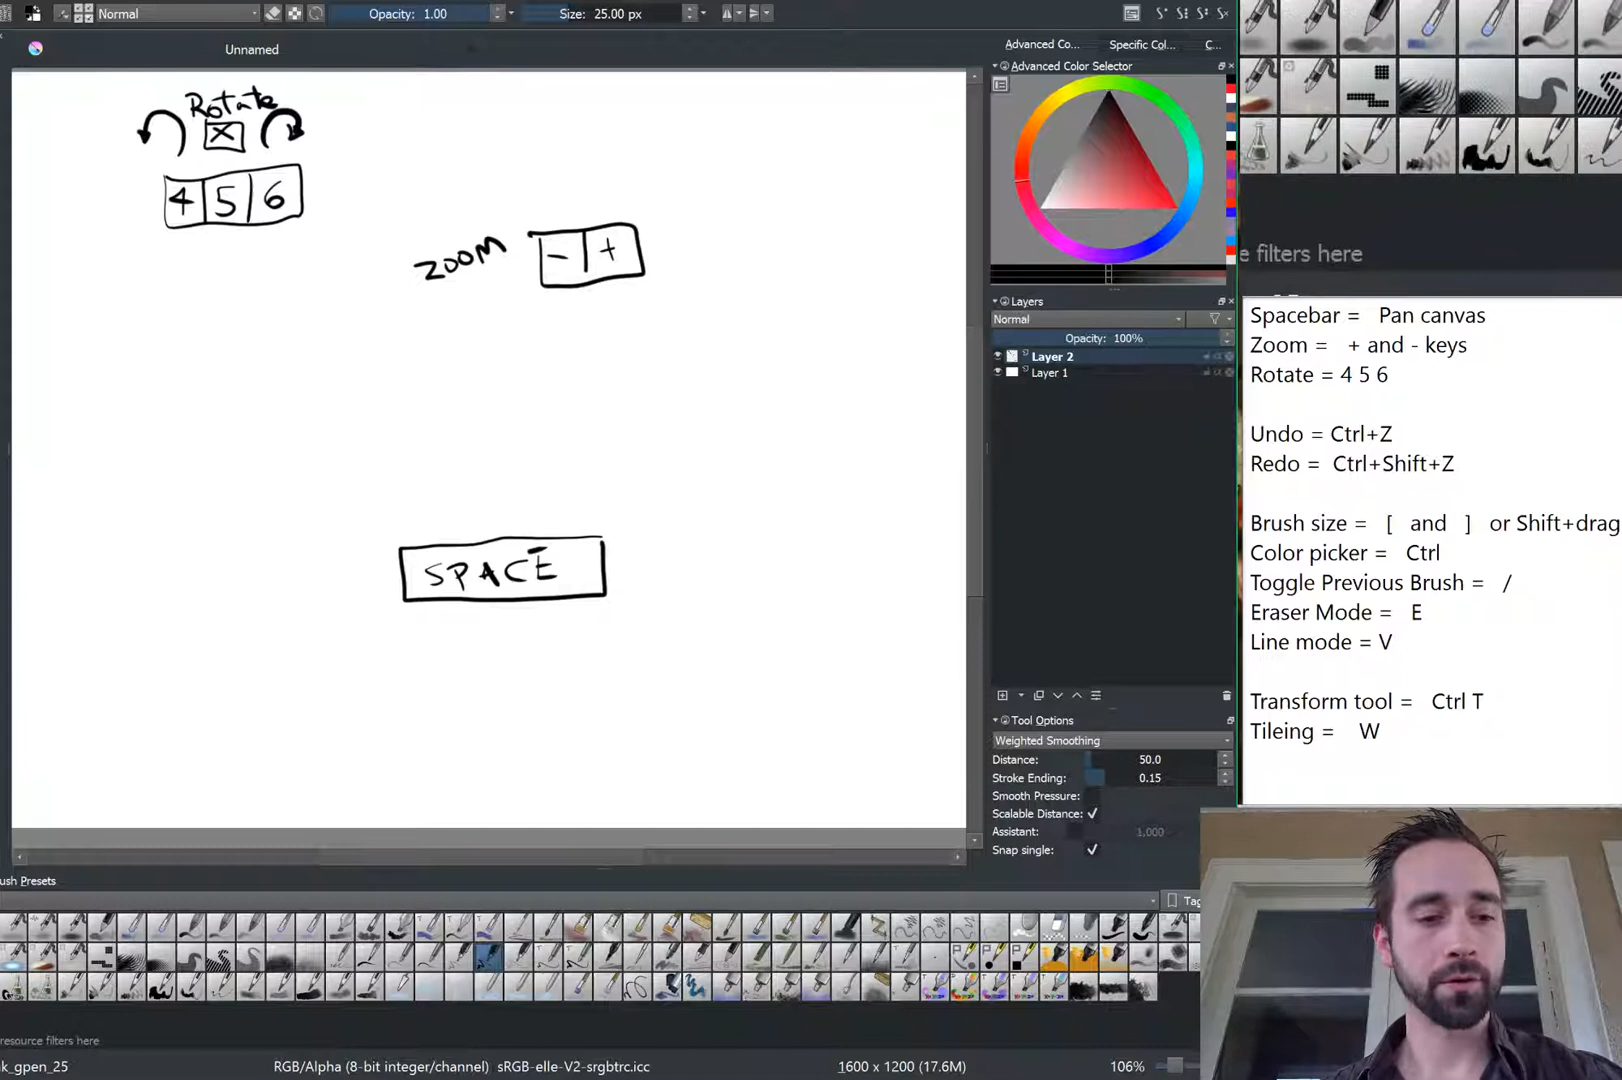 Normal
Opacity: 1.00
Size: 25.00 px
Unnamed
Advanced Co...
Specific Col...
C...
Advanced Color Selector
Rotate
X
4 5 6
ZOOM - +
SPACE
Layers
Normal
Opacity: 100%
Layer 2
Layer 1
Tool Options
Weighted Smoothing
Distance: 50.0
Stroke Ending: 0.15
Smooth Pressure:
Scalable Distance:
Assistant: 1,000
Snap single:
e filters here
Spacebar = Pan canvas
Zoom = + and - keys
Rotate = 4 5 6
Undo = Ctrl+Z
Redo = Ctrl+Shift+Z
Brush size = [ and ] or Shift+drag
Color picker = Ctrl
Toggle Previous Brush = /
Eraser Mode = E
Line mode = V
Transform tool = Ctrl T
Tileing = W
ush Presets
Tag
resource filters here
k_gpen_25
RGB/Alpha (8-bit integer/channel) sRGB-elle-V2-srgbtrc.icc
1600 x 1200 (17.6M)
106%